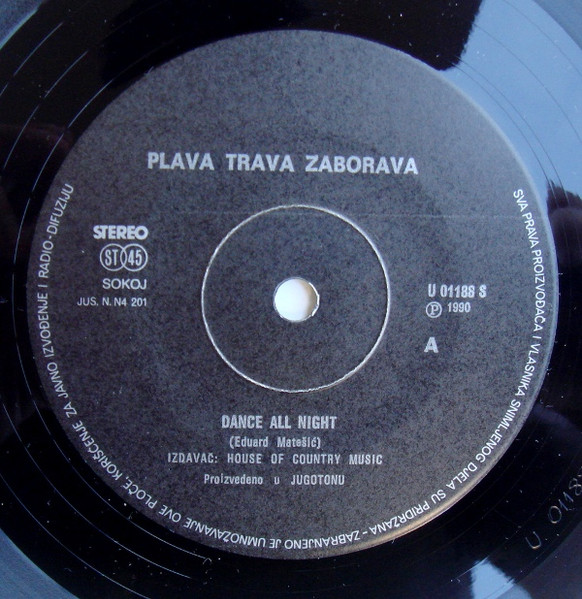 PLAVA TRAVA ZABORAVA
STEREO
ST 45
SOKOJ
JUS. N. N4 201
U 01188 S
Ⓟ 1990
A
DANCE ALL NIGHT
(Eduard Matešić)
IZDAVAČ: HOUSE OF COUNTRY MUSIC
Proizvedeno u JUGOTONU
SVA PRAVA PROIZVOĐAČA I VLASNIKA SNIMLJENOG DJELA SU PRIDRŽANA - ZABRANJENO JE UMNOŽAVANJE OVE PLOČE, KORIŠĆENJE ZA JAVNO IZVOĐENJE I RADIO-DIFUZIJU
U 0118